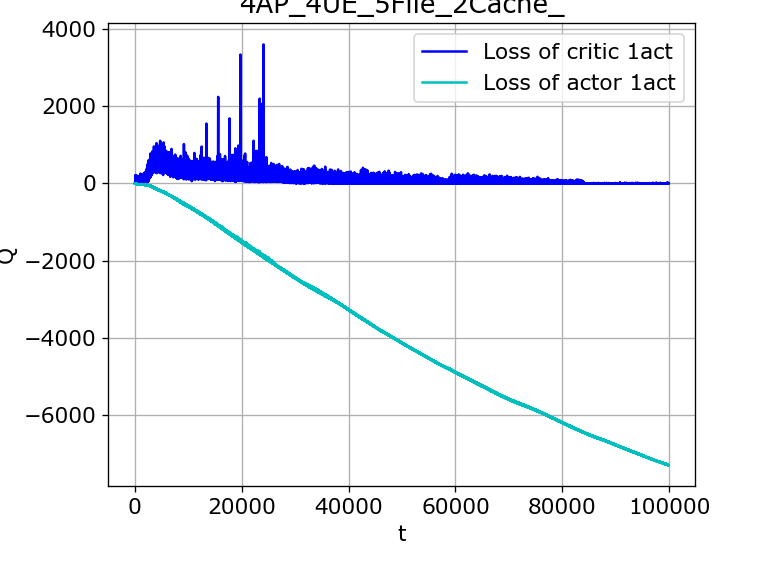 4AP_4UE_5File_2Cache_
4000
2000
0
−2000
−4000
−6000
Q
Loss of critic 1act
Loss of actor 1act
0 20000 40000 60000 80000 100000
t